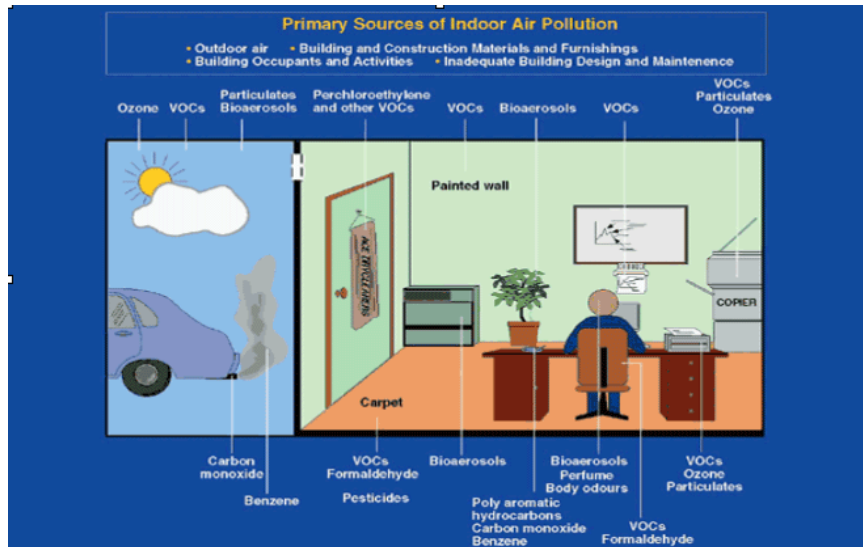 Primary Sources of Indoor Air Pollution
• Outdoor air • Building and Construction Materials and Furnishings
• Building Occupants and Activities • Inadequate Building Design and Maintenence
Ozone
VOCs
Particulates
Bioaerosols
Perchloroethylene
and other VOCs
VOCs
Bioaerosols
VOCs
VOCs
Particulates
Ozone
Painted wall
COPIER
Carpet
Carbon
monoxide
Benzene
VOCs
Formaldehyde
Pesticides
Bioaerosols
Poly aromatic
hydrocarbons
Carbon monoxide
Benzene
Bioaerosols
Perfume
Body odours
VOCs
Formaldehyde
VOCs
Ozone
Particulates